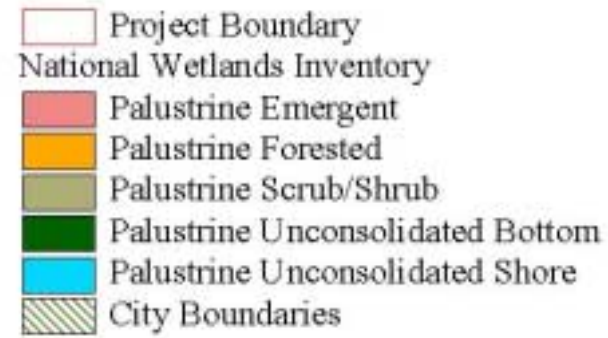 Project Boundary
National Wetlands Inventory
Palustrine Emergent
Palustrine Forested
Palustrine Scrub/Shrub
Palustrine Unconsolidated Bottom
Palustrine Unconsolidated Shore
City Boundaries